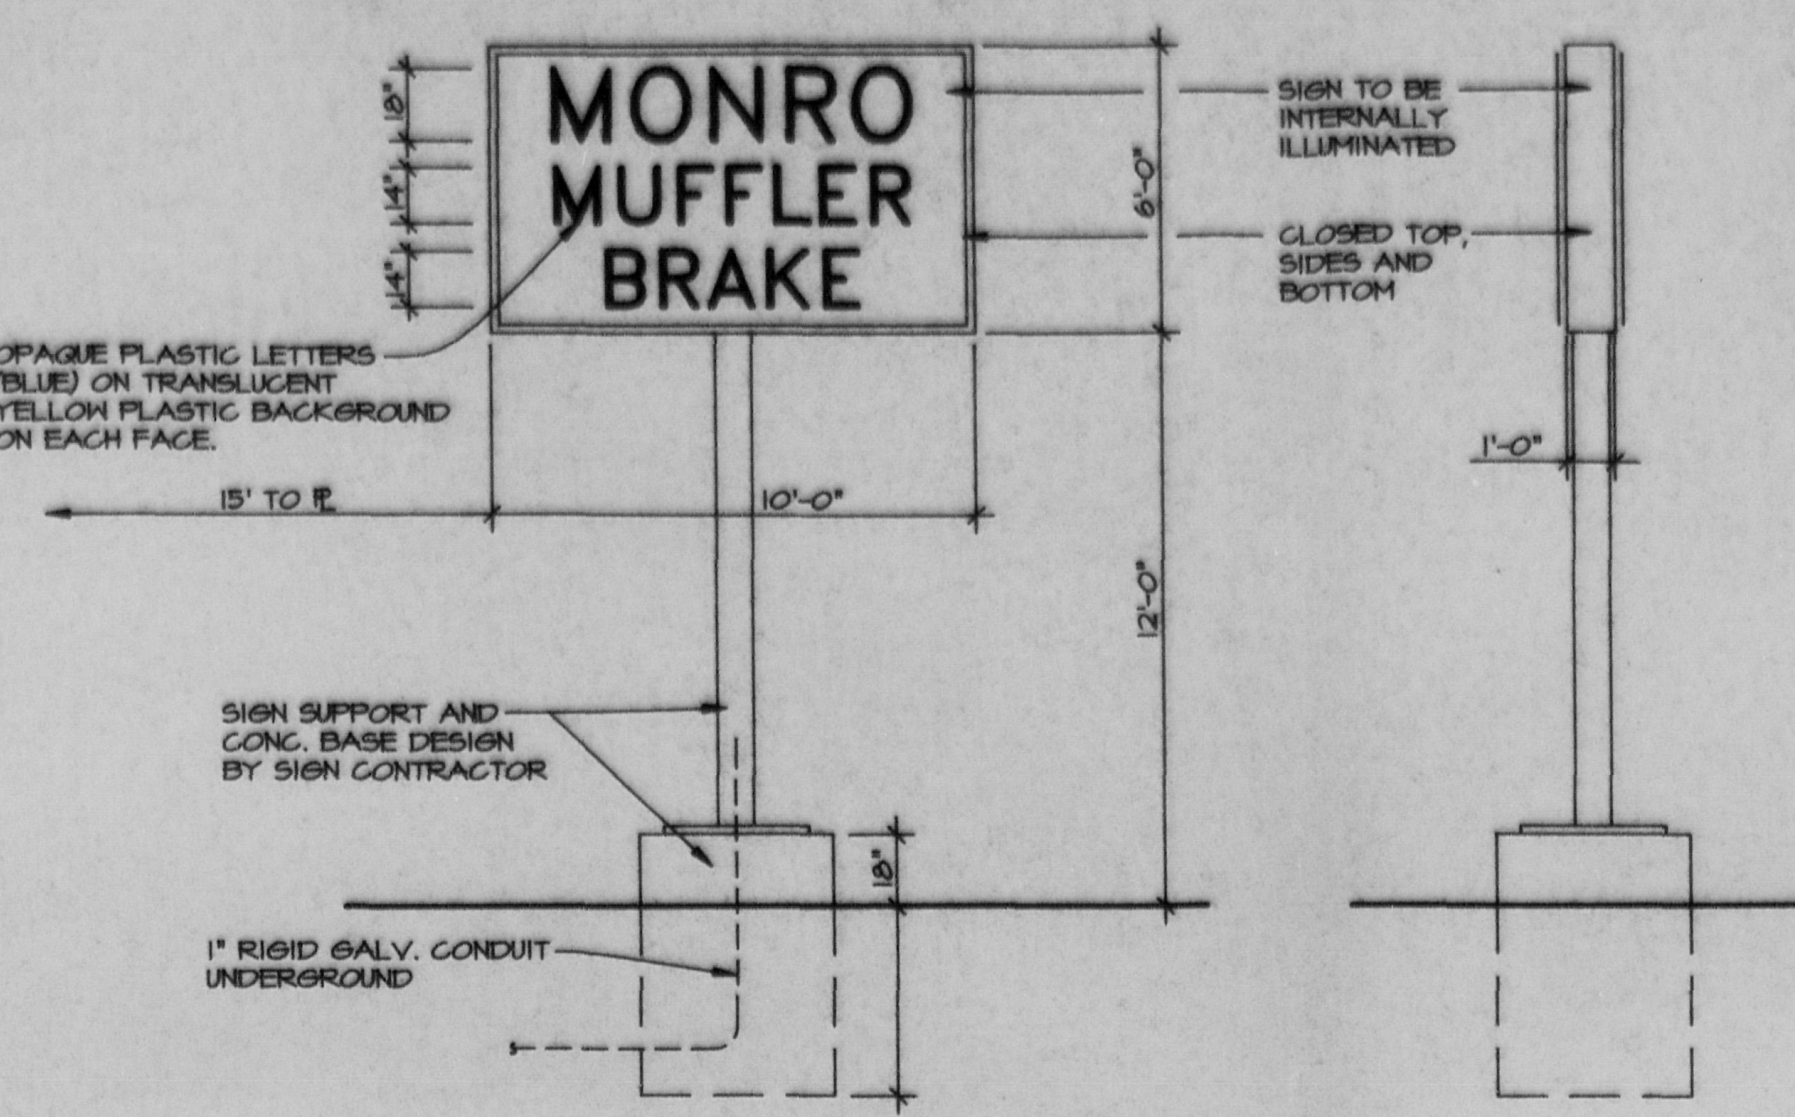 MONRO
MUFFLER
BRAKE
18"
14"
14"
6'-0"
SIGN TO BE
INTERNALLY
ILLUMINATED
CLOSED TOP,
SIDES AND
BOTTOM
OPAQUE PLASTIC LETTERS
(BLUE) ON TRANSLUCENT
YELLOW PLASTIC BACKGROUND
ON EACH FACE.
15' TO PL
10'-0"
1'-0"
12'-0"
SIGN SUPPORT AND
CONC. BASE DESIGN
BY SIGN CONTRACTOR
18"
1" RIGID GALV. CONDUIT
UNDERGROUND